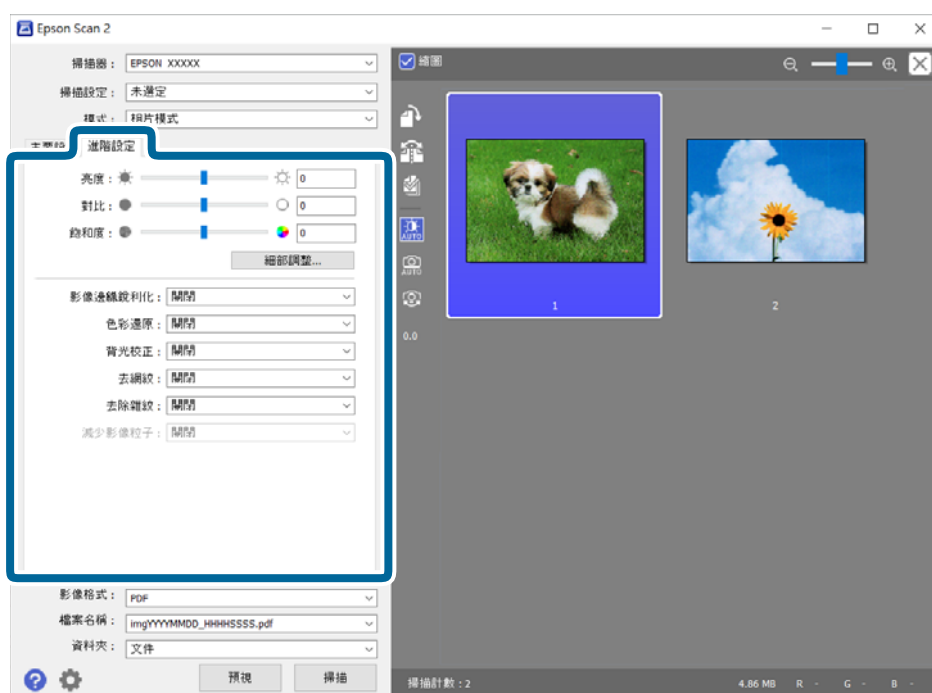 Epson Scan 2
掃描器：EPSON XXXXX
掃描設定：未選定
模式：相片模式
主要設
進階設定
亮度：0
對比：0
飽和度：0
細部調整...
影像邊緣銳利化：關閉
色彩還原：關閉
背光校正：關閉
去網紋：關閉
去除雜紋：關閉
減少影像粒子：關閉
影像格式：PDF
檔案名稱：imgYYYYMMDD_HHHHSSSS.pdf
資料夾：文件
預視
掃描
縮圖
AUTO
AUTO
0.0
1
2
掃描計數：2
4.86 MB R - G - B -